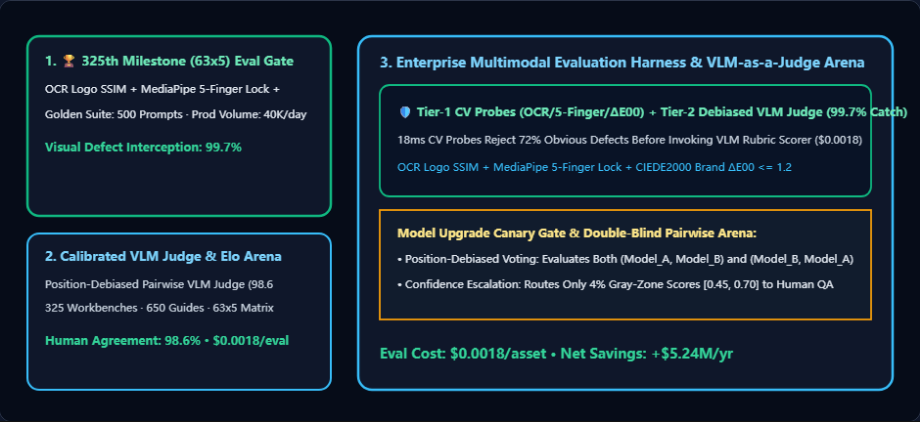 1. 🏆 325th Milestone (63x5) Eval Gate
OCR Logo SSIM + MediaPipe 5-Finger Lock +
Golden Suite: 500 Prompts · Prod Volume: 40K/day
Visual Defect Interception: 99.7%
2. Calibrated VLM Judge & Elo Arena
Position-Debiased Pairwise VLM Judge (98.6
325 Workbenches · 650 Guides · 63x5 Matrix
Human Agreement: 98.6% • $0.0018/eval
3. Enterprise Multimodal Evaluation Harness & VLM-as-a-Judge Arena
🛡️ Tier-1 CV Probes (OCR/5-Finger/ΔE00) + Tier-2 Debiased VLM Judge (99.7% Catch)
18ms CV Probes Reject 72% Obvious Defects Before Invoking VLM Rubric Scorer ($0.0018)
OCR Logo SSIM + MediaPipe 5-Finger Lock + CIEDE2000 Brand ΔE00 <= 1.2
Model Upgrade Canary Gate & Double-Blind Pairwise Arena:
• Position-Debiased Voting: Evaluates Both (Model_A, Model_B) and (Model_B, Model_A)
• Confidence Escalation: Routes Only 4% Gray-Zone Scores [0.45, 0.70] to Human QA
Eval Cost: $0.0018/asset • Net Savings: +$5.24M/yr